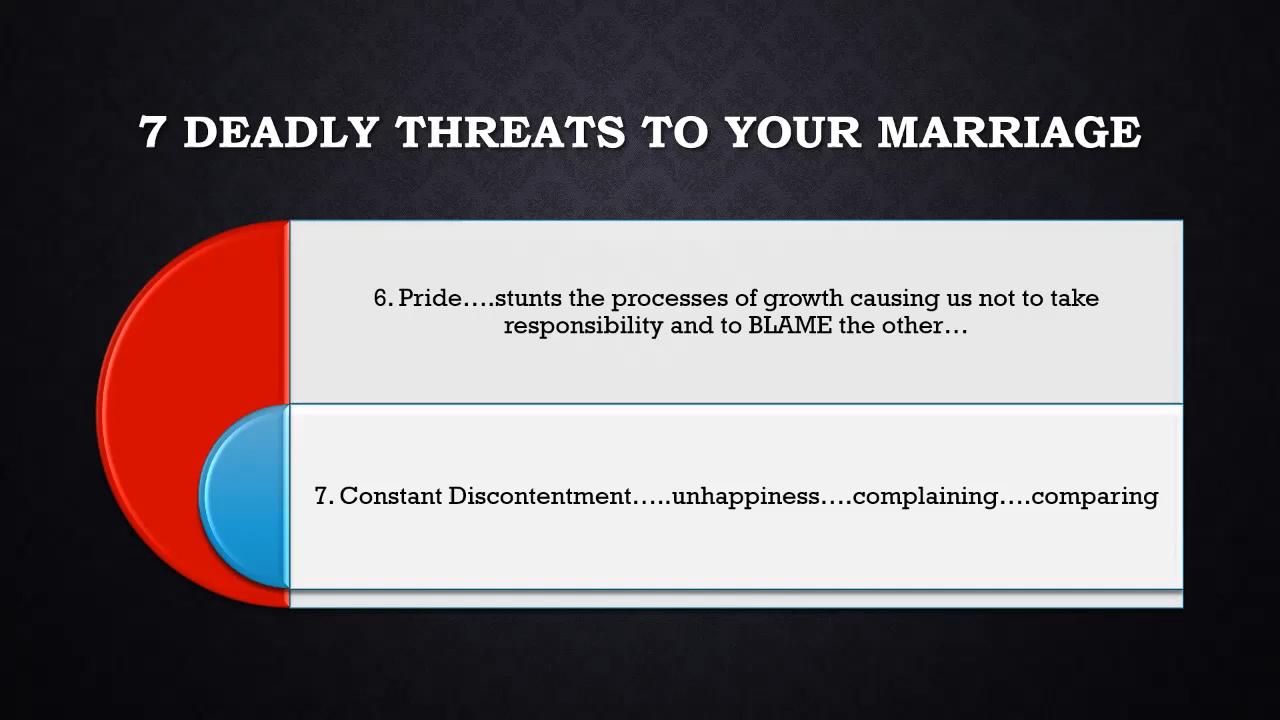 7 DEADLY THREATS TO YOUR MARRIAGE
6. Pride….stunts the processes of growth causing us not to take
responsibility and to BLAME the other…
7. Constant Discontentment…..unhappiness….complaining….comparing